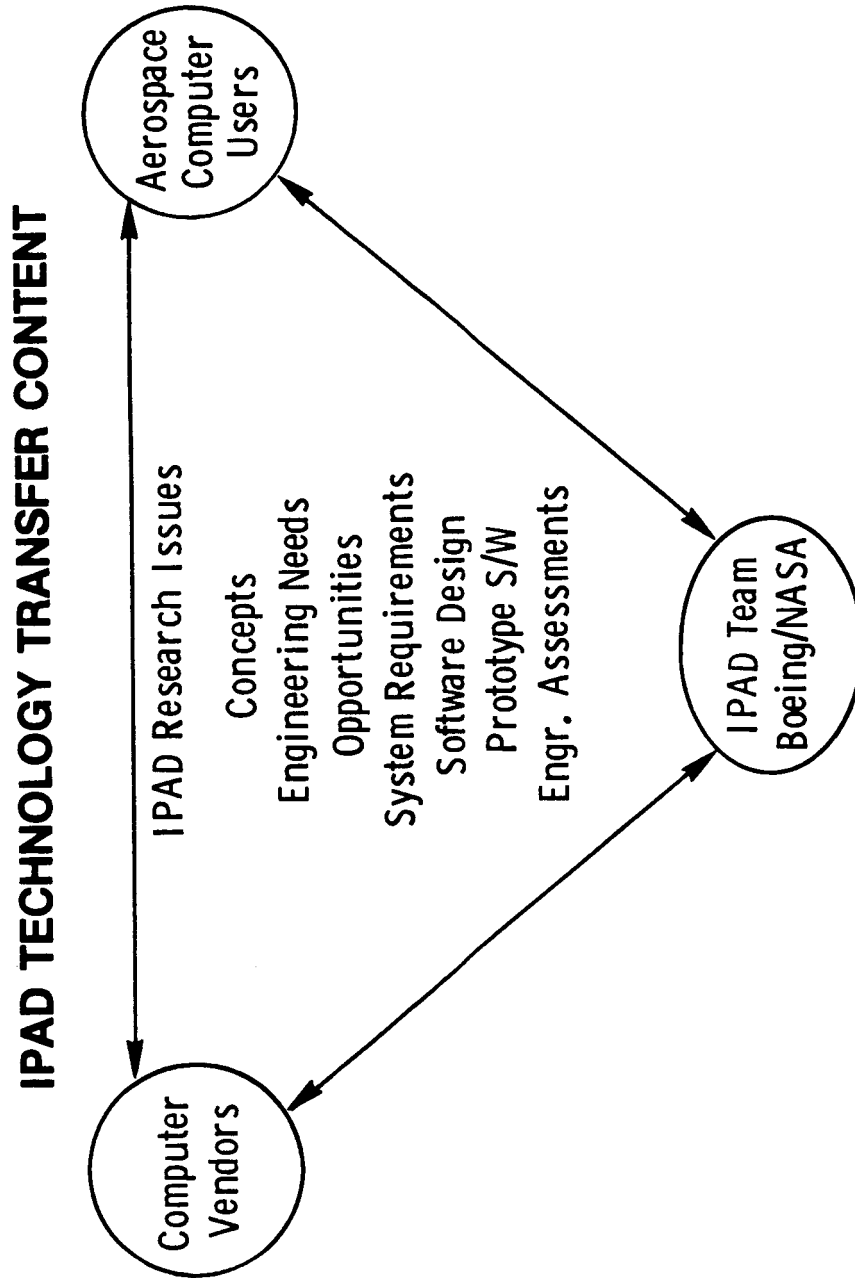 IPAD TECHNOLOGY TRANSFER CONTENT
Computer
Vendors
Aerospace
Computer
Users
IPAD Research Issues
Concepts
Engineering Needs
Opportunities
System Requirements
Software Design
Prototype S/W
Engr. Assessments
IPAD Team
Boeing/NASA